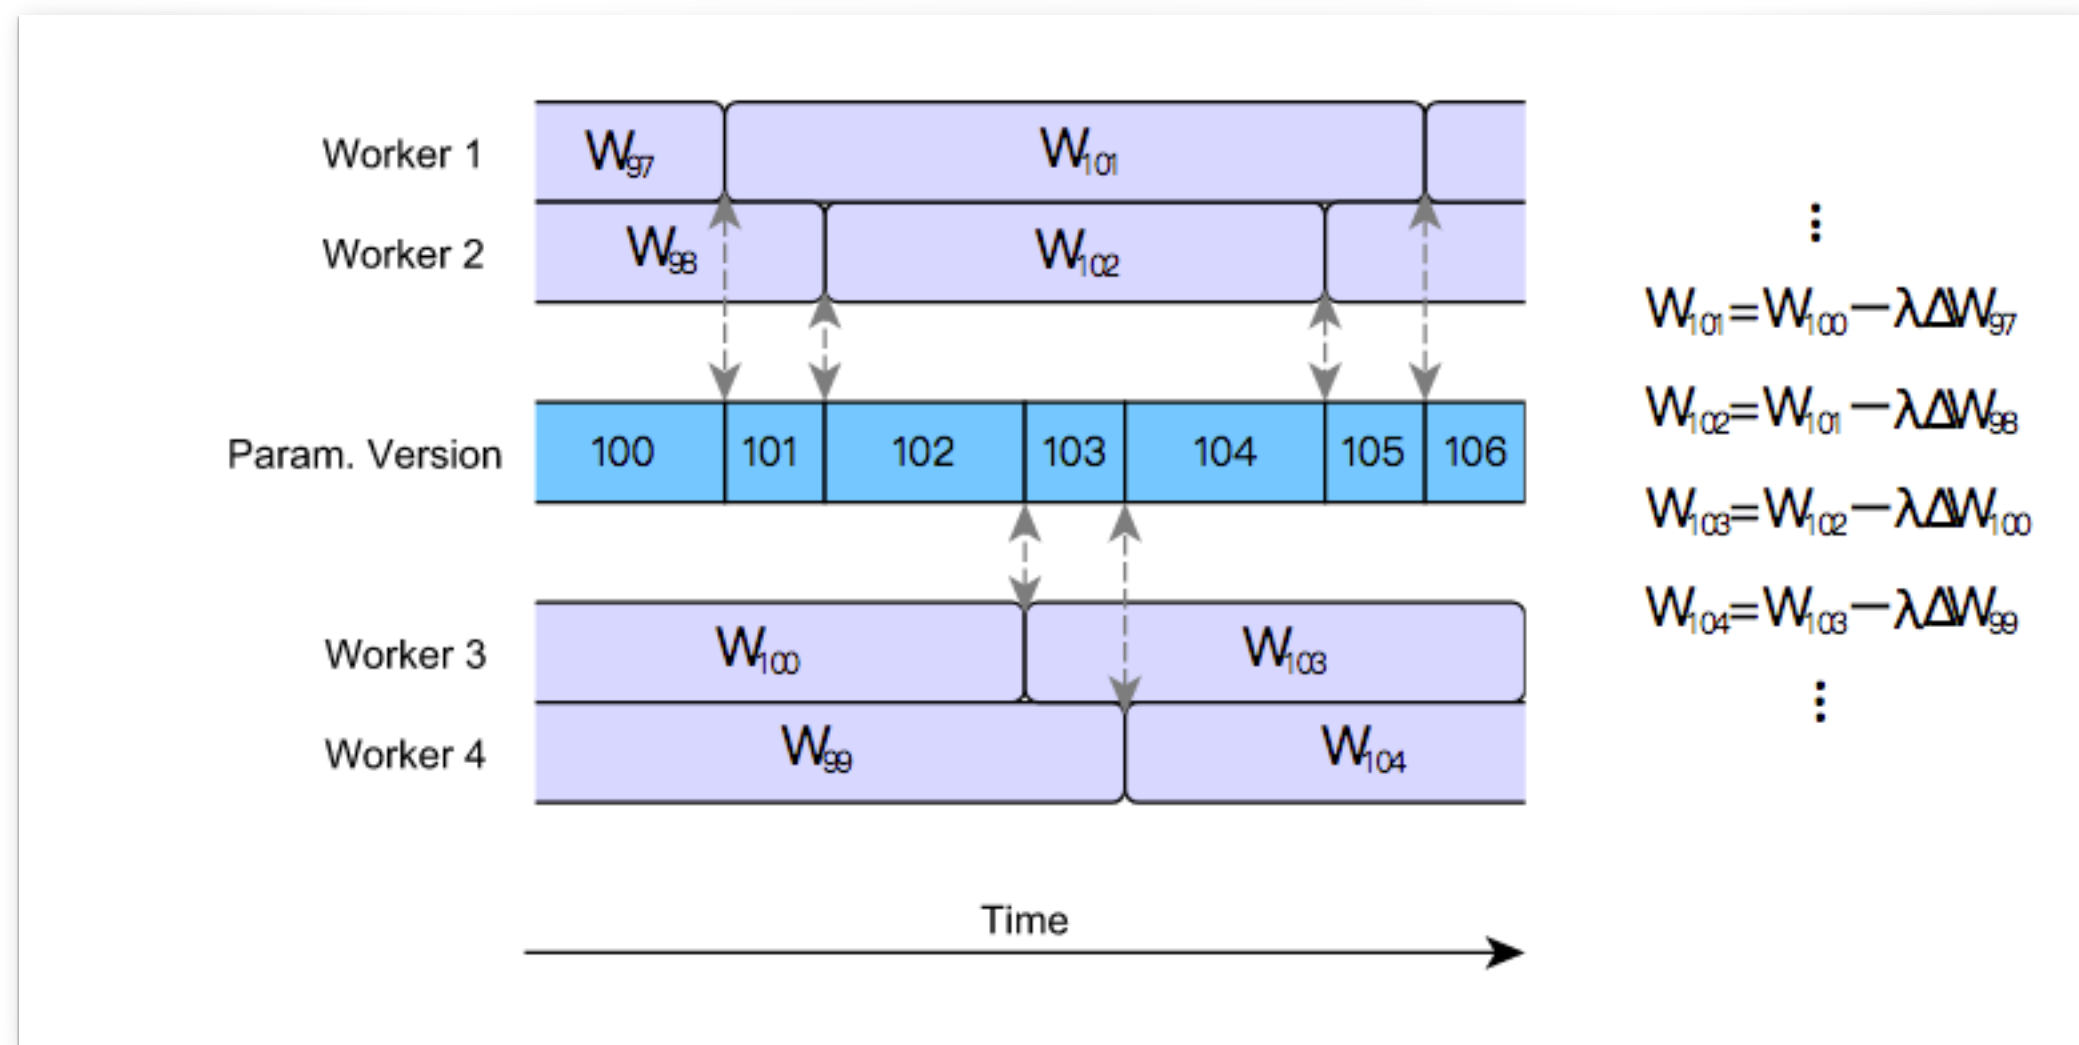 Worker 1 W₉₇ W₁₀₁
Worker 2 W₉₈ W₁₀₂
Param. Version 100 101 102 103 104 105 106
Worker 3 W₁₀₀ W₁₀₃
Worker 4 W₉₉ W₁₀₄
Time
⋮
W₁₀₁=W₁₀₀−λΔW₉₇
W₁₀₂=W₁₀₁−λΔW₉₈
W₁₀₃=W₁₀₂−λΔW₁₀₀
W₁₀₄=W₁₀₃−λΔW₉₉
⋮